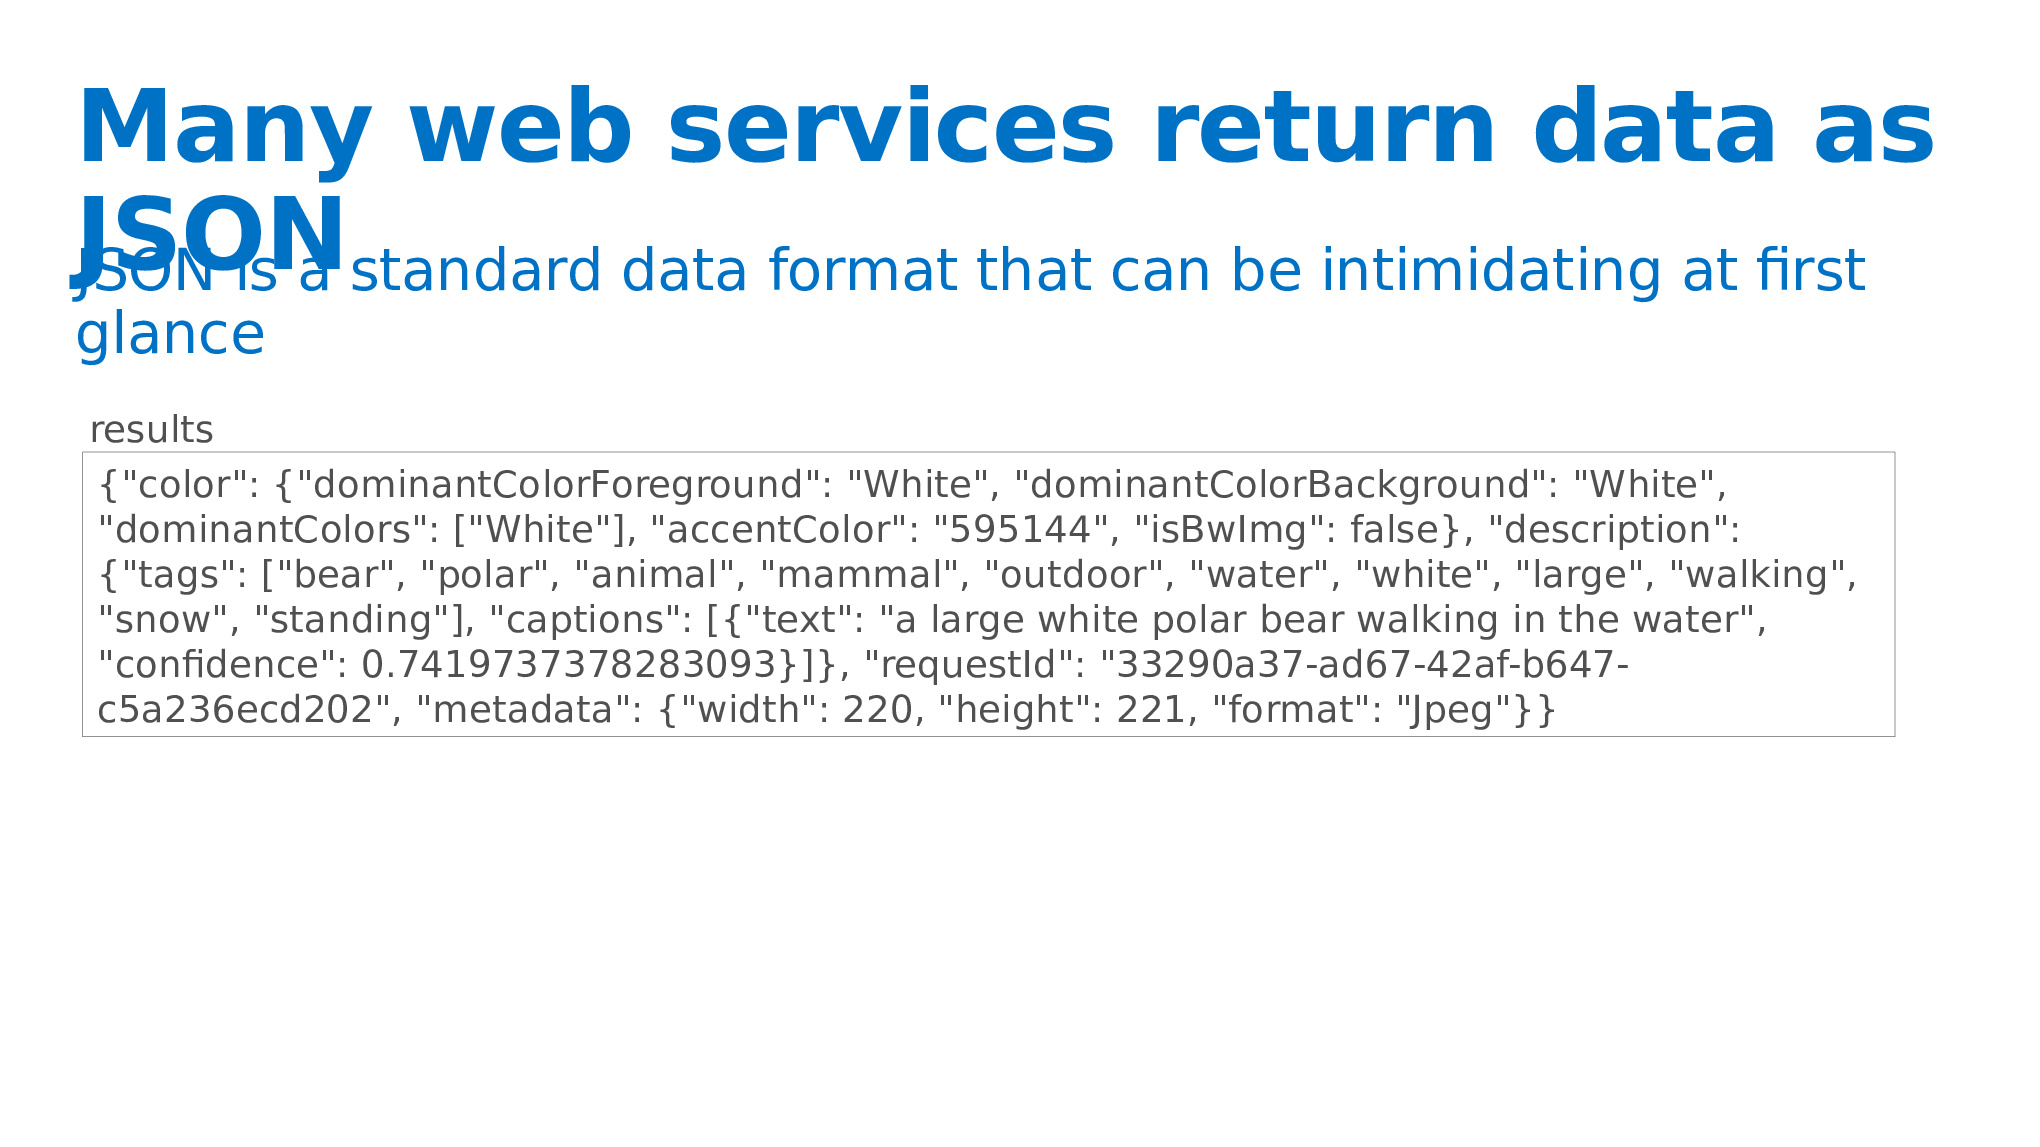 Many web services return data as
JSON
JSON is a standard data format that can be intimidating at first
glance
results
{"color": {"dominantColorForeground": "White", "dominantColorBackground": "White",
"dominantColors": ["White"], "accentColor": "595144", "isBwImg": false}, "description":
{"tags": ["bear", "polar", "animal", "mammal", "outdoor", "water", "white", "large", "walking",
"snow", "standing"], "captions": [{"text": "a large white polar bear walking in the water",
"confidence": 0.7419737378283093}]}, "requestId": "33290a37-ad67-42af-b647-
c5a236ecd202", "metadata": {"width": 220, "height": 221, "format": "Jpeg"}}